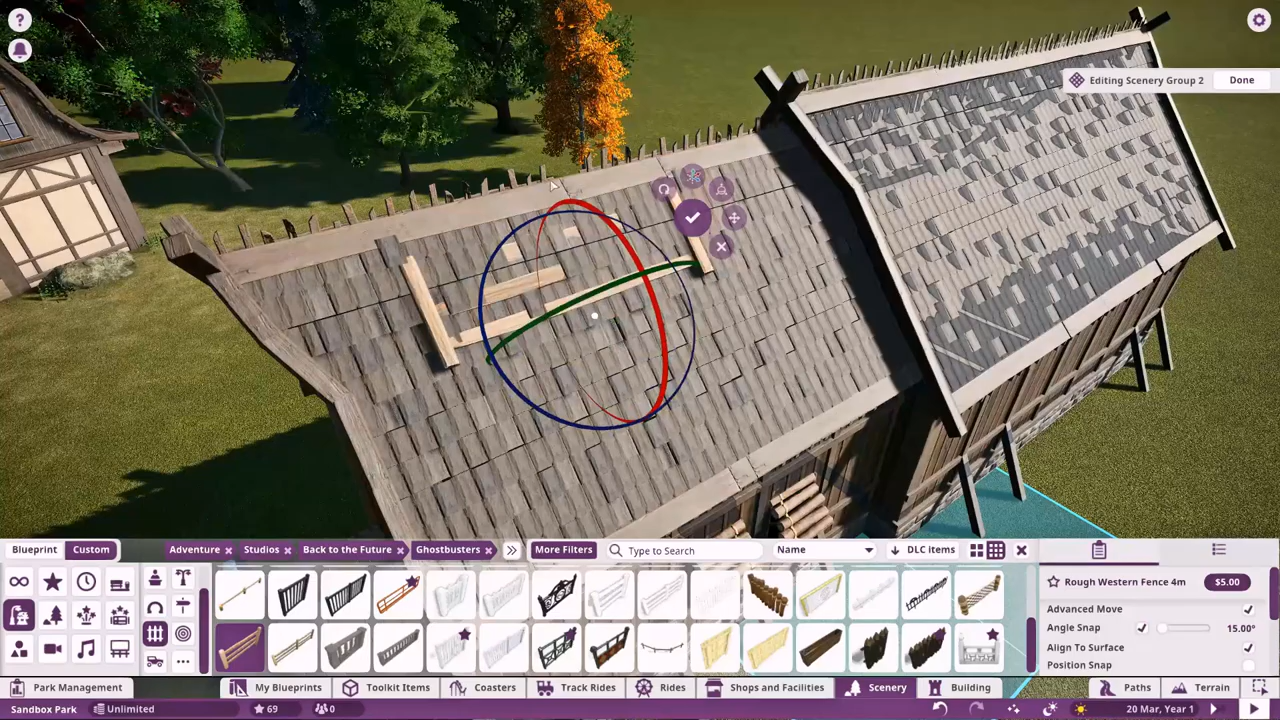 ?
Editing Scenery Group 2 Done
Blueprint Custom Adventure × Studios × Back to the Future × Ghostbusters × More Filters Type to Search Name DLC items
Rough Western Fence 4m $5.00
Advanced Move
Angle Snap 15.00°
Align To Surface
Position Snap
Park Management My Blueprints Toolkit Items Coasters Track Rides Rides Shops and Facilities Scenery Building Paths Terrain
Sandbox Park Unlimited 69 0 20 Mar, Year 1